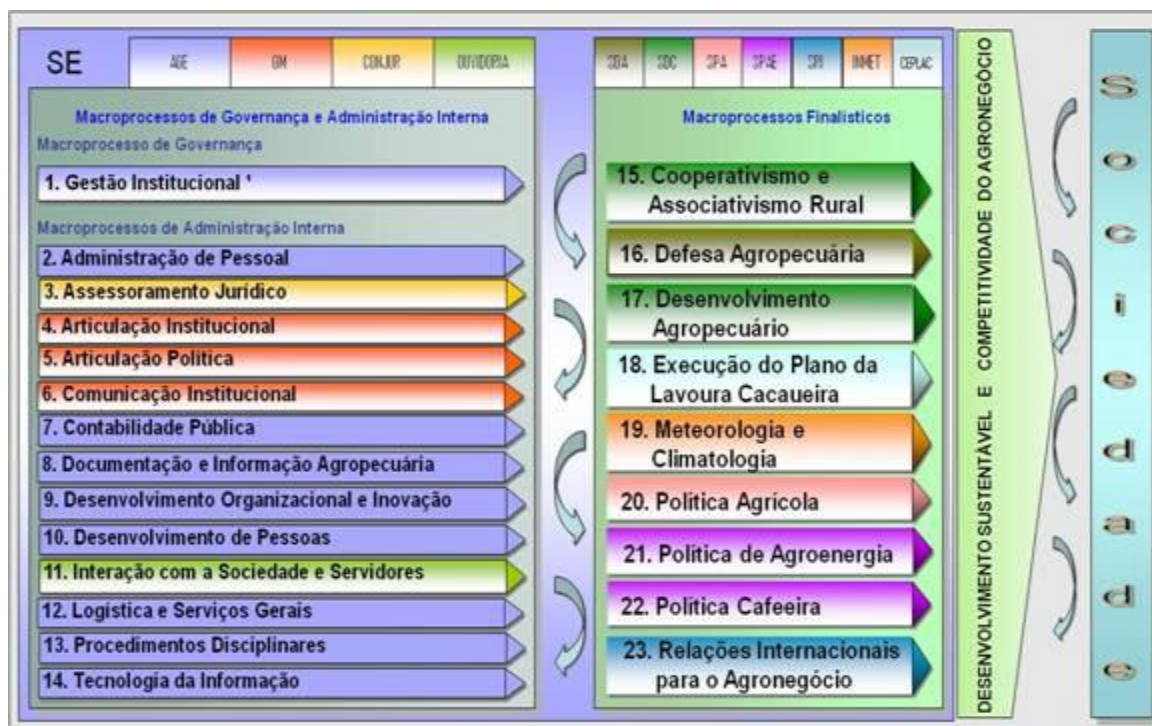 SE
AGE
GM
CONJUR
OUVIDORIA
Macroprocessos de Governança e Administração Interna
Macroprocesso de Governança
1. Gestão Institucional ¹
Macroprocessos de Administração Interna
2. Administração de Pessoal
3. Assessoramento Jurídico
4. Articulação Institucional
5. Articulação Política
6. Comunicação Institucional
7. Contabilidade Pública
8. Documentação e Informação Agropecuária
9. Desenvolvimento Organizacional e Inovação
10. Desenvolvimento de Pessoas
11. Interação com a Sociedade e Servidores
12. Logística e Serviços Gerais
13. Procedimentos Disciplinares
14. Tecnologia da Informação
SDA
SDC
SPA
SPAE
SRI
INMET
CEPLAC
Macroprocessos Finalísticos
15. Cooperativismo e
Associativismo Rural
16. Defesa Agropecuária
17. Desenvolvimento
Agropecuário
18. Execução do Plano da
Lavoura Cacaueira
19. Meteorologia e
Climatologia
20. Política Agrícola
21. Política de Agroenergia
22. Política Cafeeira
23. Relações Internacionais
para o Agronegócio
DESENVOLVIMENTO SUSTENTÁVEL E COMPETITIVIDADE DO AGRONEGÓCIO
Sociedade